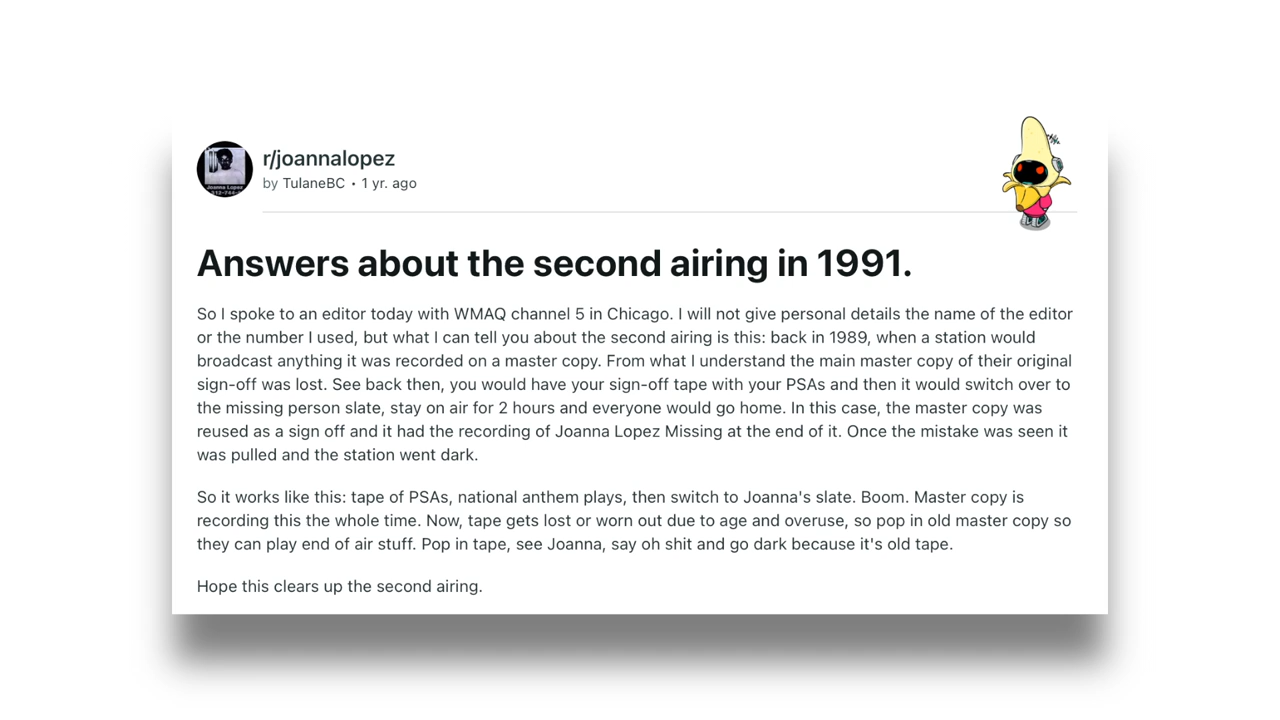 r/joannalopez
by TulaneBC • 1 yr. ago
Joanna Lopez
Answers about the second airing in 1991.
So I spoke to an editor today with WMAQ channel 5 in Chicago. I will not give personal details the name of the editor
or the number I used, but what I can tell you about the second airing is this: back in 1989, when a station would
broadcast anything it was recorded on a master copy. From what I understand the main master copy of their original
sign-off was lost. See back then, you would have your sign-off tape with your PSAs and then it would switch over to
the missing person slate, stay on air for 2 hours and everyone would go home. In this case, the master copy was
reused as a sign off and it had the recording of Joanna Lopez Missing at the end of it. Once the mistake was seen it
was pulled and the station went dark.
So it works like this: tape of PSAs, national anthem plays, then switch to Joanna's slate. Boom. Master copy is
recording this the whole time. Now, tape gets lost or worn out due to age and overuse, so pop in old master copy so
they can play end of air stuff. Pop in tape, see Joanna, say oh shit and go dark because it's old tape.
Hope this clears up the second airing.